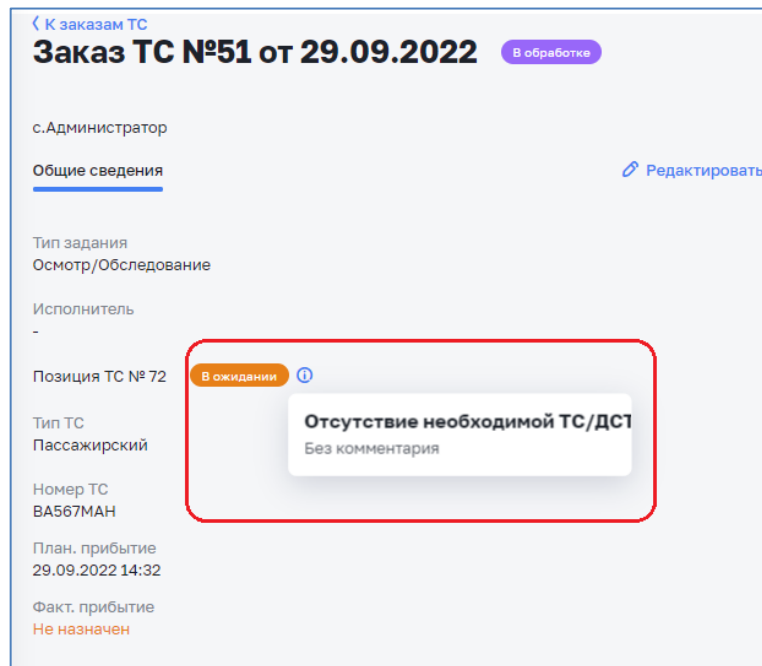 К заказам ТС
Заказ ТС №51 от 29.09.2022 В обработке
с.Администратор
Общие сведения Редактировать
Тип задания
Осмотр/Обследование
Исполнитель
-
Позиция ТС № 72 В ожидании
Тип ТС
Пассажирский
Отсутствие необходимой ТС/ДСТ
Без комментария
Номер ТС
ВА567МАН
План. прибытие
29.09.2022 14:32
Факт. прибытие
Не назначен